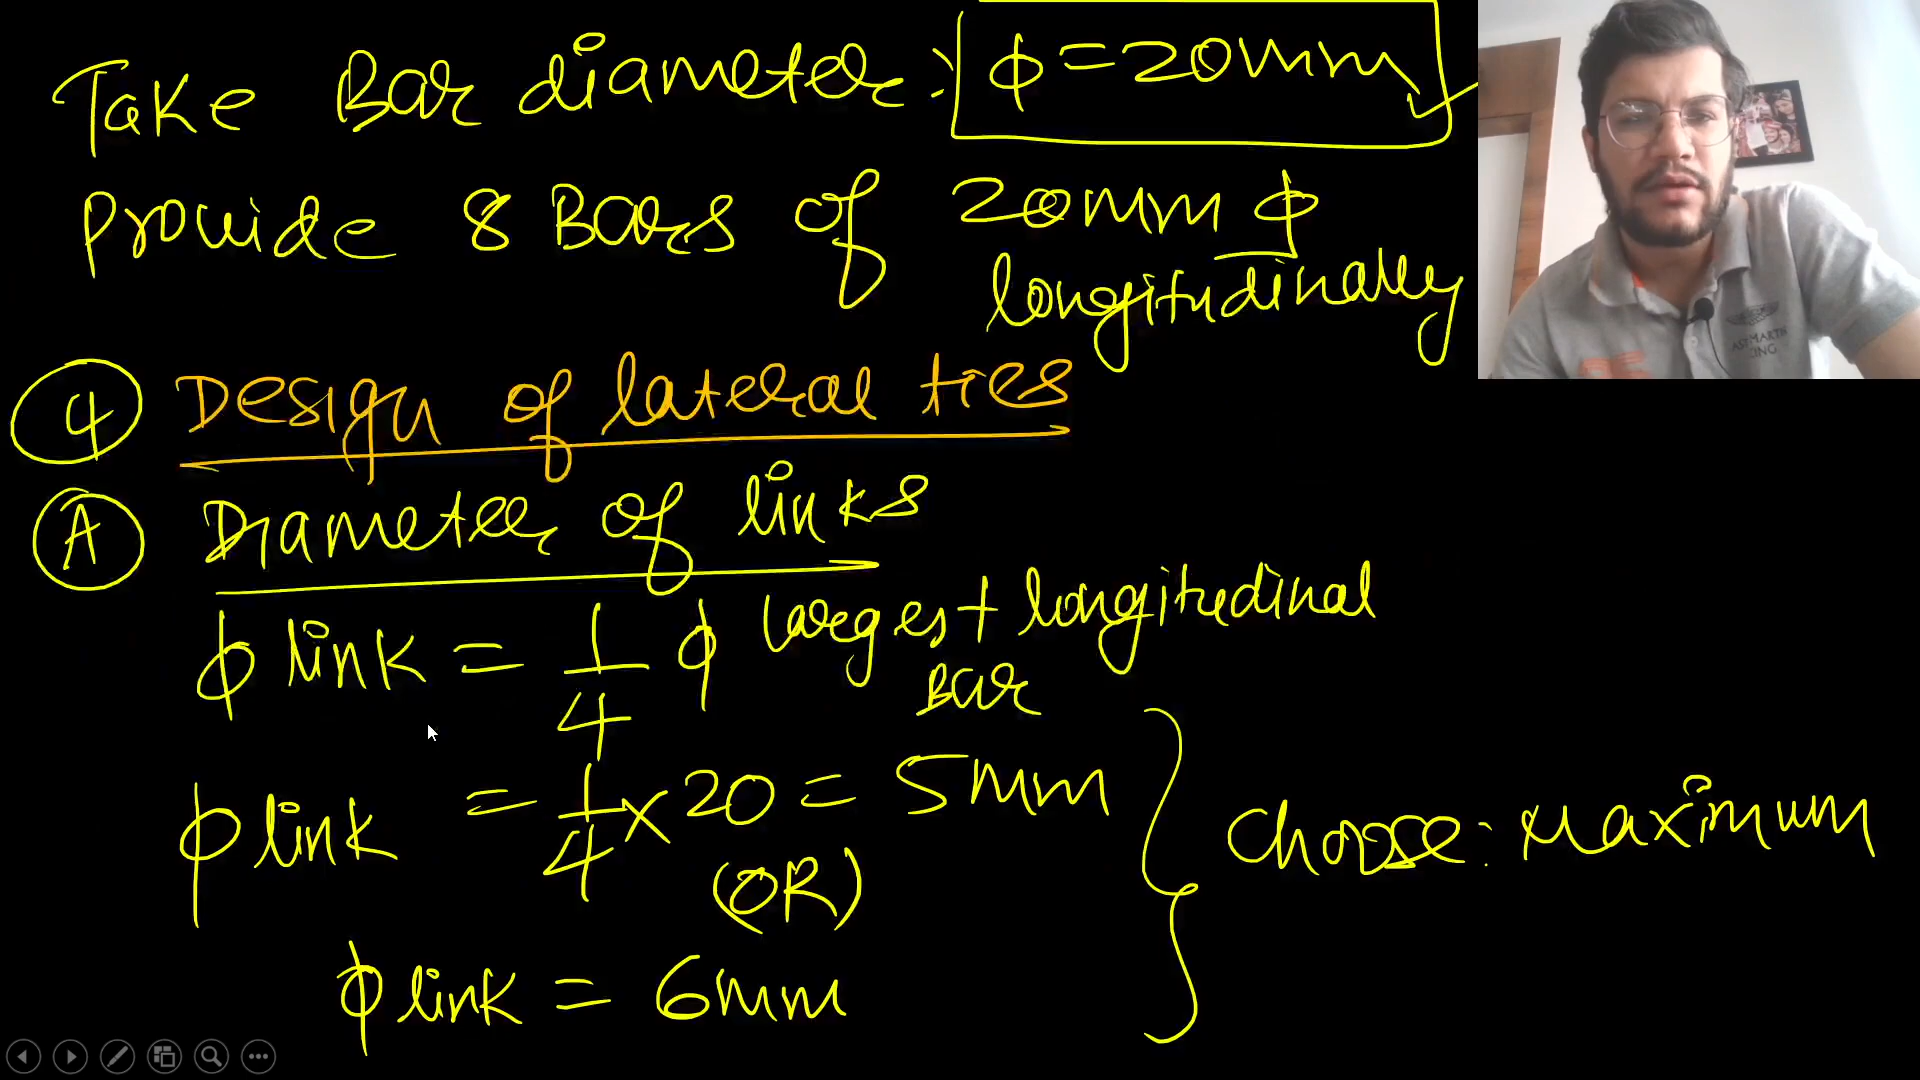 Take Bar diameter: φ = 20mm
Provide 8 Bars of 20mm φ
longitudinally
4 Design of lateral ties
A Diameter of links
φ link = 1/4 φ largest longitudinal
Bar
φ link = 1/4 x 20 = 5mm
(OR)
φ link = 6mm
Choose: Maximum